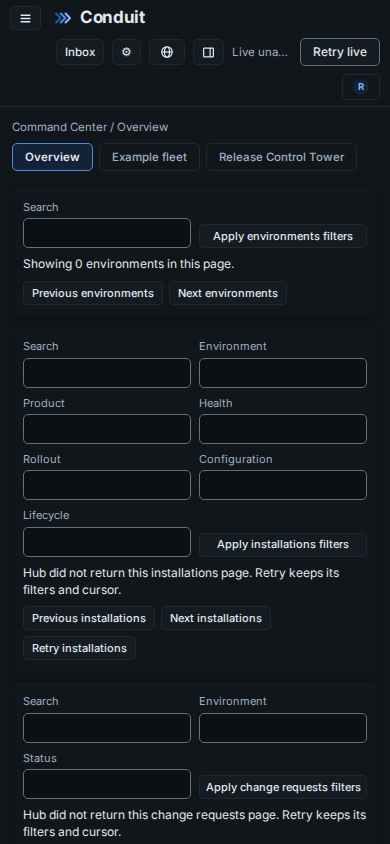 Conduit
Inbox
Live una...
Retry live
R
Command Center / Overview
Overview
Example fleet
Release Control Tower
Search
Apply environments filters
Showing 0 environments in this page.
Previous environments
Next environments
Search
Environment
Product
Health
Rollout
Configuration
Lifecycle
Apply installations filters
Hub did not return this installations page. Retry keeps its
filters and cursor.
Previous installations
Next installations
Retry installations
Search
Environment
Status
Apply change requests filters
Hub did not return this change requests page. Retry keeps its
filters and cursor.